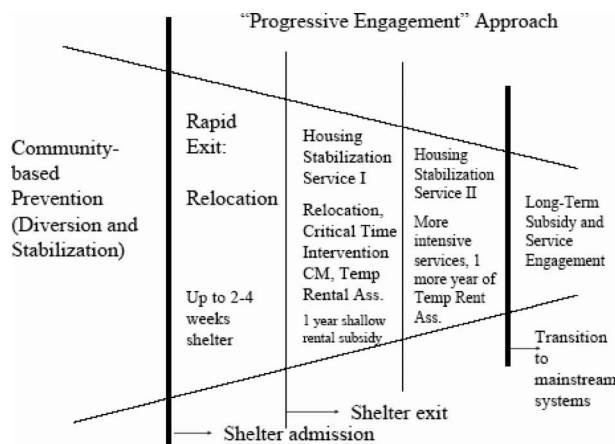 “Progressive Engagement” Approach
Community-
based
Prevention
(Diversion and
Stabilization)
Rapid
Exit:
Relocation
Up to 2-4
weeks
shelter
Housing
Stabilization
Service I
Relocation,
Critical Time
Intervention
CM, Temp
Rental Ass.
1 year shallow
rental subsidy
Housing
Stabilization
Service II
More
intensive
services, 1
more year of
Temp Rent
Ass.
Long-Term
Subsidy and
Service
Engagement
Transition
to
mainstream
systems
Shelter exit
Shelter admission